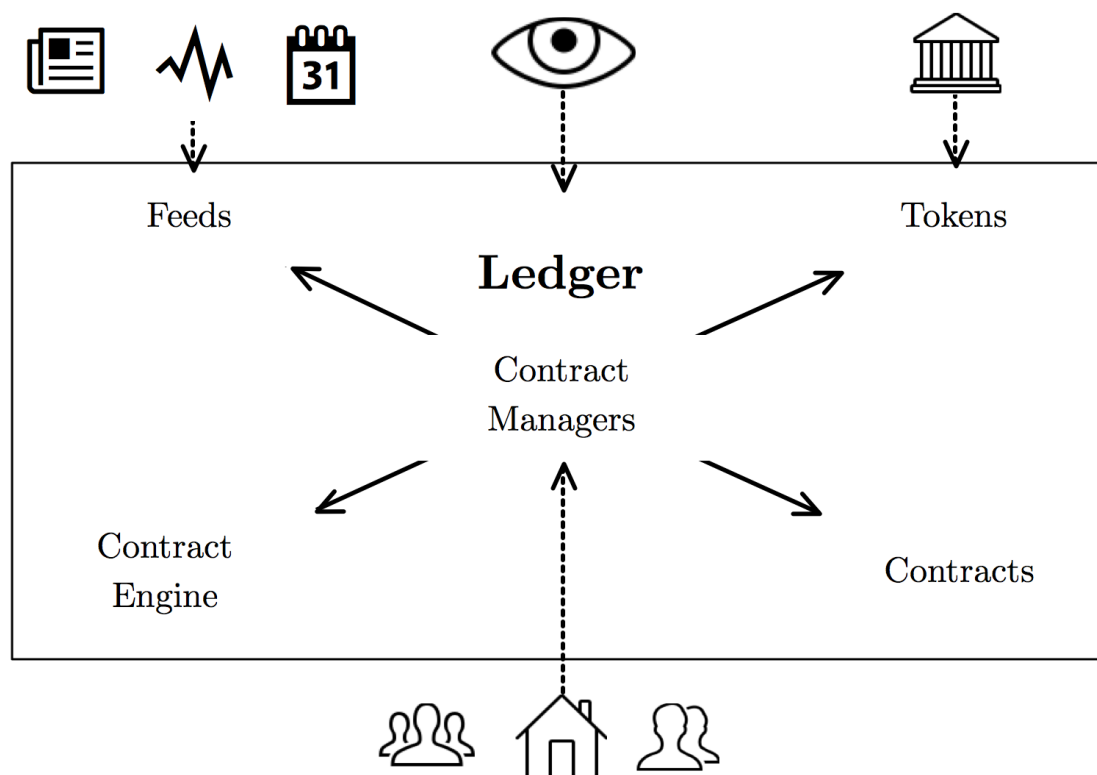 31
Feeds
Tokens
Ledger
Contract
Managers
Contract
Engine
Contracts